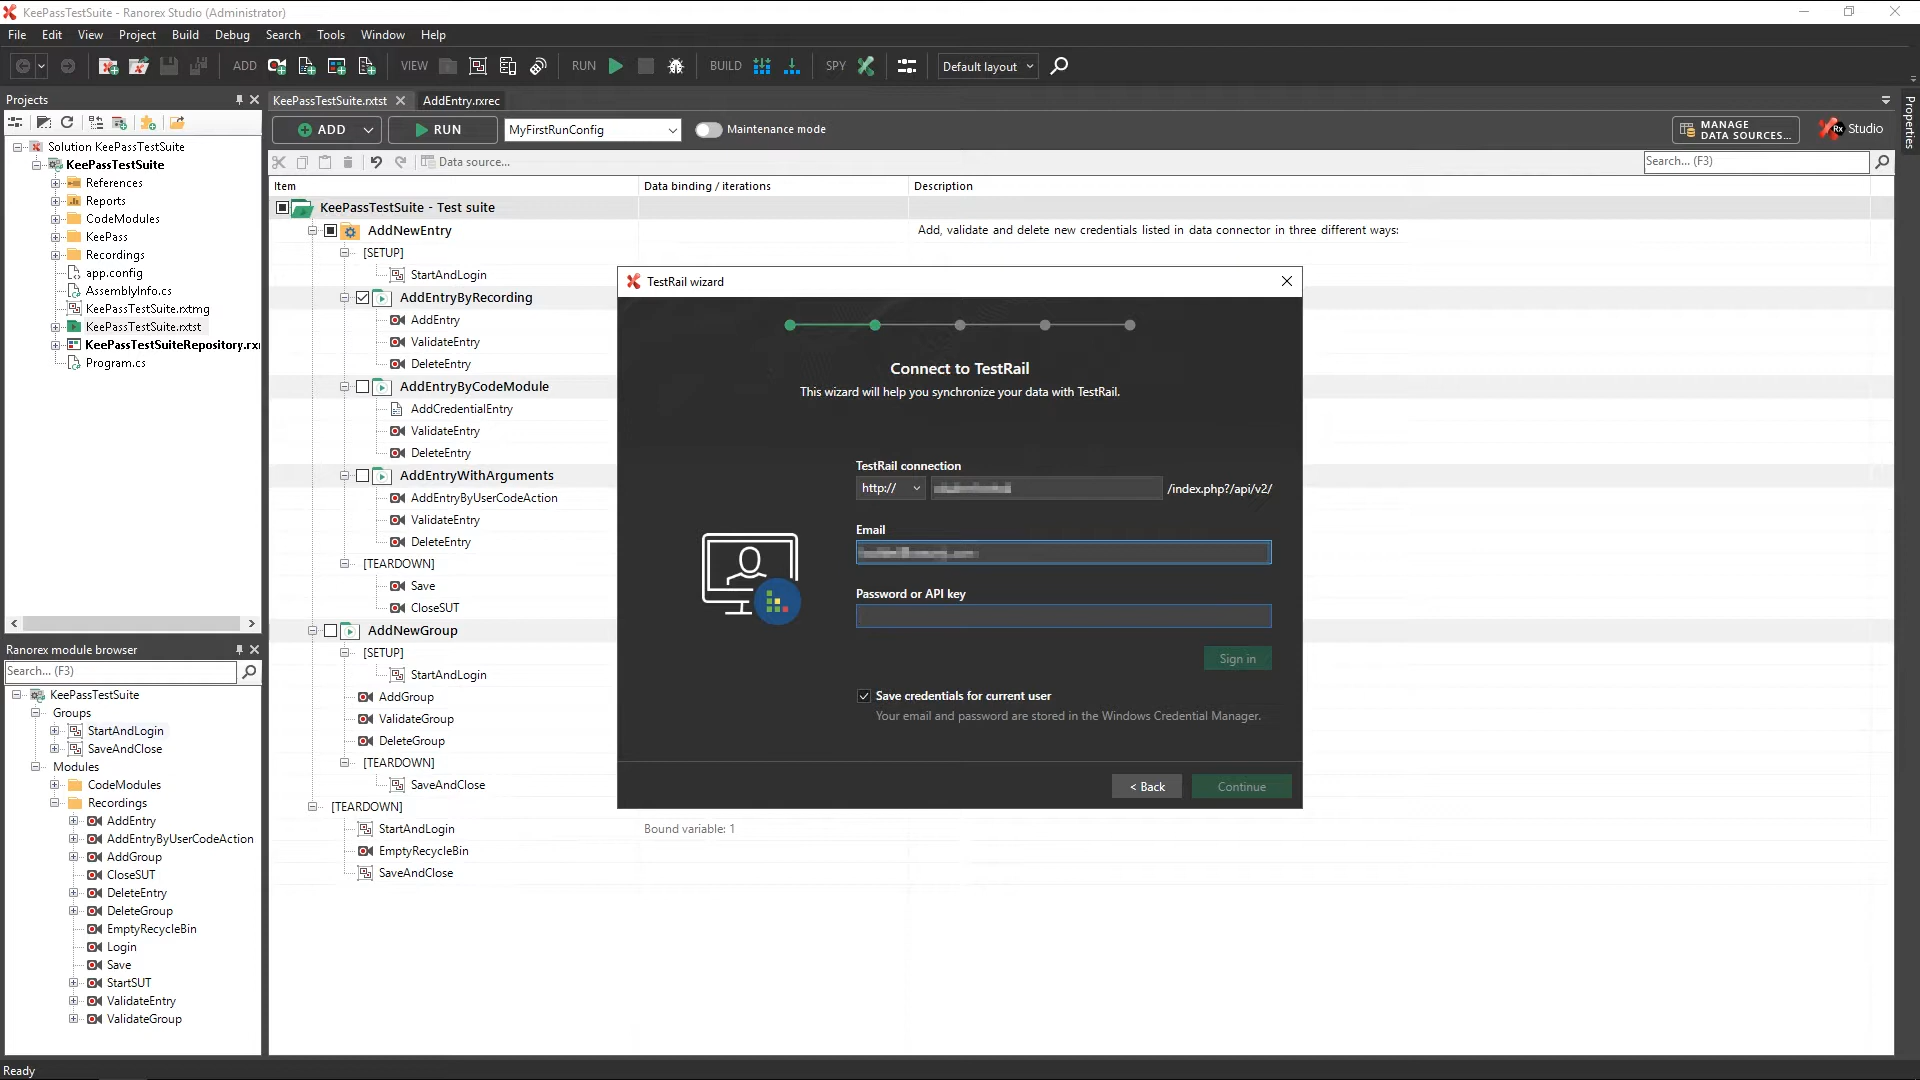 KeePassTestSuite - Ranorex Studio (Administrator)
File Edit View Project Build Debug Search Tools Window Help
ADD VIEW RUN BUILD SPY Default layout
Projects
Solution KeePassTestSuite
KeePassTestSuite
References
Reports
CodeModules
KeePass
Recordings
app.config
AssemblyInfo.cs
KeePassTestSuite.rxtmg
KeePassTestSuite.rxtst
KeePassTestSuiteRepository.rx
Program.cs
Ranorex module browser
Search... (F3)
KeePassTestSuite
Groups
StartAndLogin
SaveAndClose
Modules
CodeModules
Recordings
AddEntry
AddEntryByUserCodeAction
AddGroup
CloseSUT
DeleteEntry
DeleteGroup
EmptyRecycleBin
Login
Save
StartSUT
ValidateEntry
ValidateGroup
Ready
KeePassTestSuite.rxtst AddEntry.rxrec
ADD RUN MyFirstRunConfig Maintenance mode MANAGE
DATA SOURCES... Rx Studio
Data source... Search... (F3)
Item Data binding / iterations Description
KeePassTestSuite - Test suite
AddNewEntry Add, validate and delete new credentials listed in data connector in three different ways:
[SETUP]
StartAndLogin
AddEntryByRecording
AddEntry
ValidateEntry
DeleteEntry
AddEntryByCodeModule
AddCredentialEntry
ValidateEntry
DeleteEntry
AddEntryWithArguments
AddEntryByUserCodeAction
ValidateEntry
DeleteEntry
[TEARDOWN]
Save
CloseSUT
AddNewGroup
[SETUP]
StartAndLogin
AddGroup
ValidateGroup
DeleteGroup
[TEARDOWN]
SaveAndClose
[TEARDOWN]
StartAndLogin Bound variable: 1
EmptyRecycleBin
SaveAndClose
TestRail wizard
Connect to TestRail
This wizard will help you synchronize your data with TestRail.
TestRail connection
http:// /index.php?/api/v2/
Email
Password or API key
Sign in
Save credentials for current user
Your email and password are stored in the Windows Credential Manager.
< Back Continue
Properties